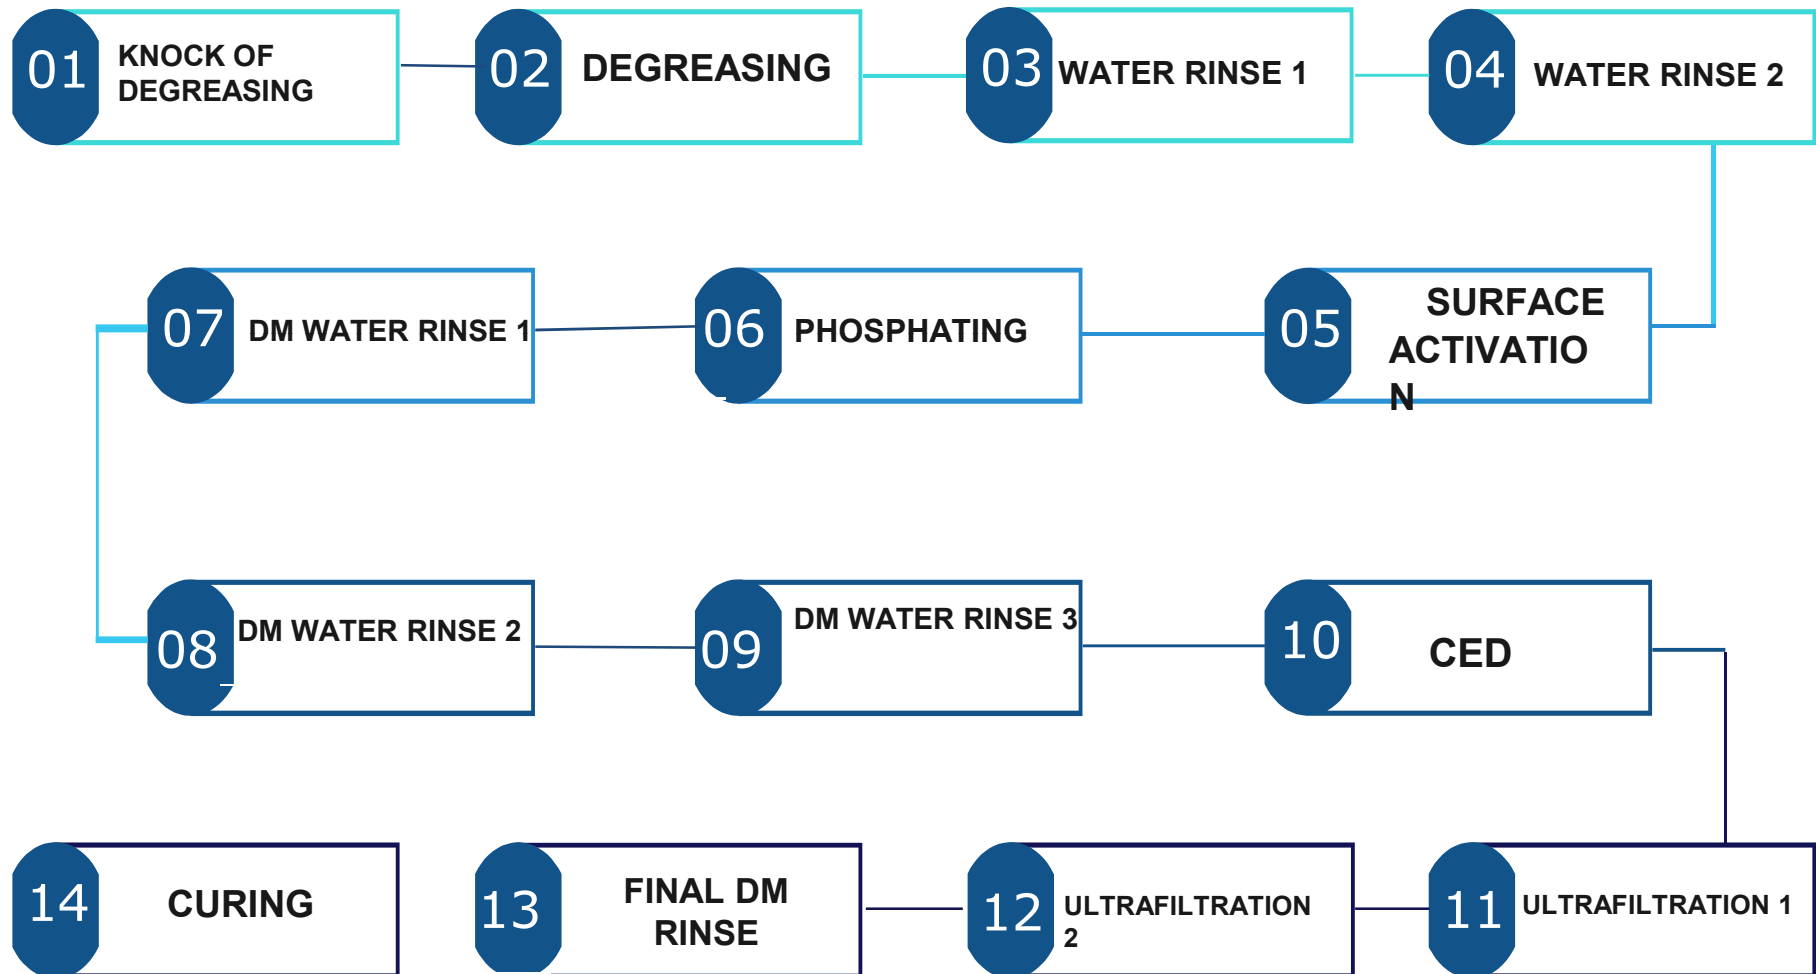 01
KNOCK OF
DEGREASING
02
DEGREASING
03
WATER RINSE 1
04
WATER RINSE 2
05
SURFACE
ACTIVATIO
N
06
PHOSPHATING
07
DM WATER RINSE 1
08
DM WATER RINSE 2
09
DM WATER RINSE 3
10
CED
11
ULTRAFILTRATION 1
12
ULTRAFILTRATION
2
13
FINAL DM
RINSE
14
CURING